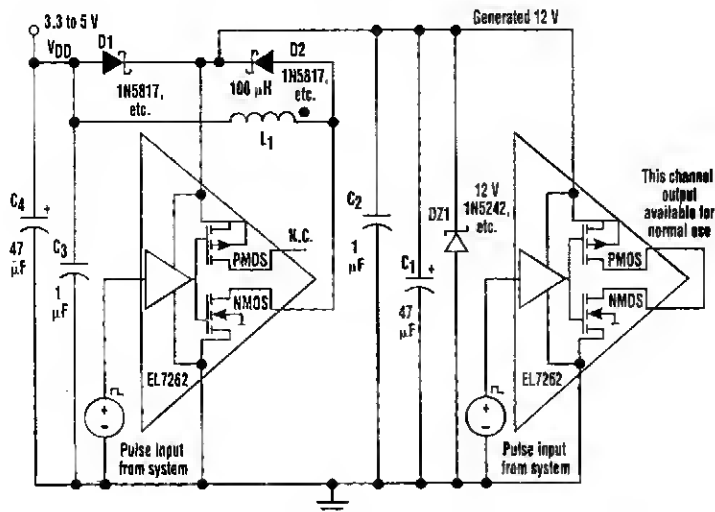 3.3 to 5 V
VDD
D1
1N5817,
etc.
D2
100 µH
1N5817,
etc.
L1
Generated 12 V
C4
47
µF
C3
1
µF
PMOS
N.C.
NMOS
EL7262
Pulse input
from system
C2
1
µF
C1
47
µF
12 V
1N5242,
etc.
DZ1
PMOS
NMOS
EL7262
Pulse input
from system
This channel
output
available for
normal use